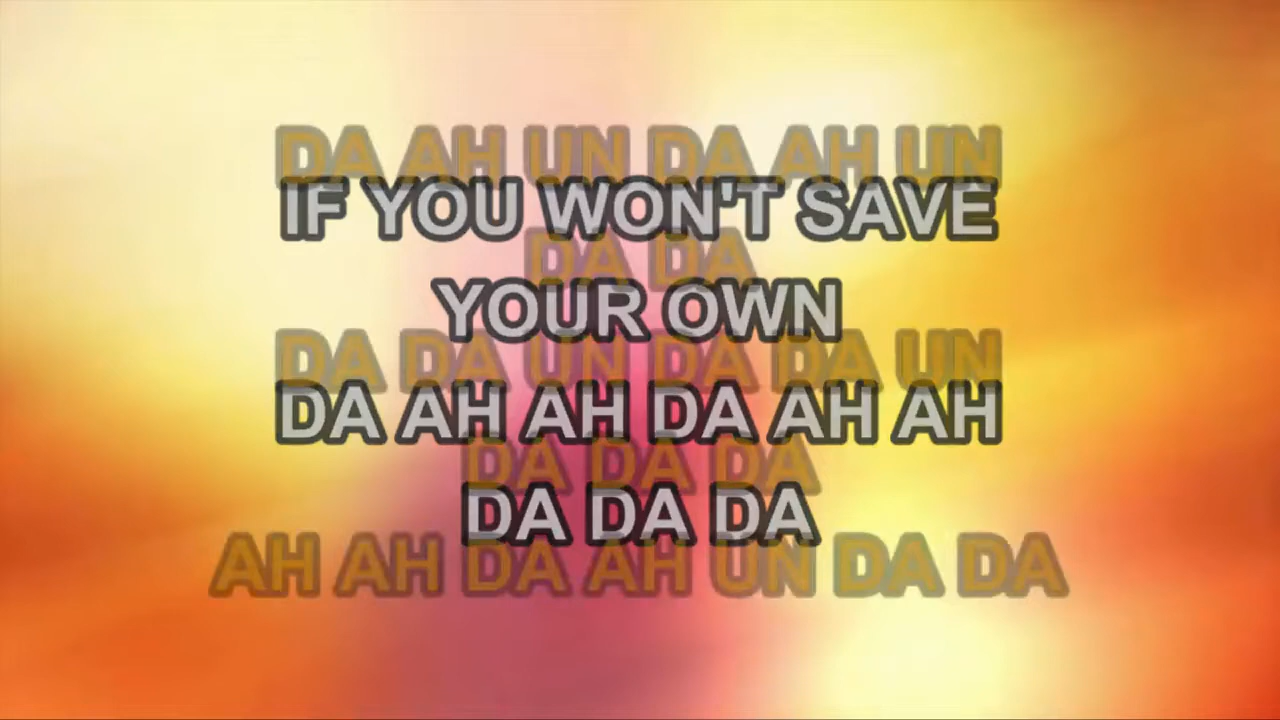 DA AH UN DA AH UN
IF YOU WON'T SAVE
DA DA
YOUR OWN
DA DA UN DA DA UN
DA AH AH DA AH AH
DA DA DA
DA DA DA
AH AH DA AH UN DA DA